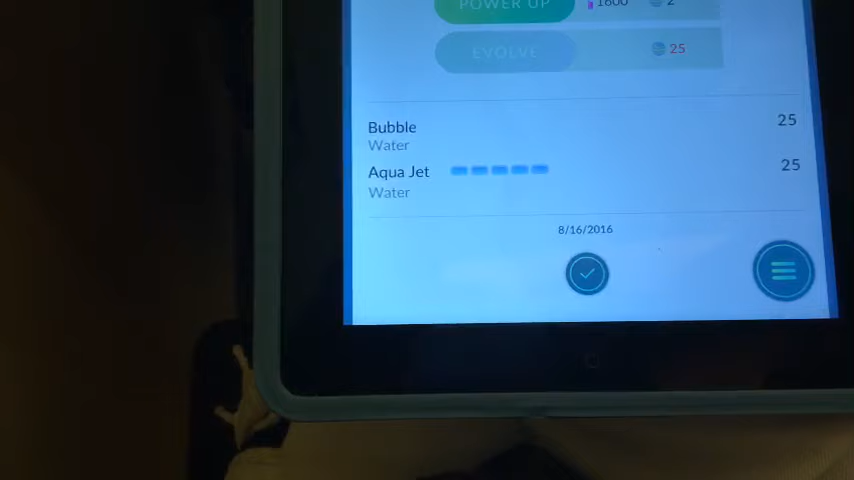 POWER UP 1600 2
EVOLVE 25
Bubble 25
Water
Aqua Jet 25
Water
8/16/2016